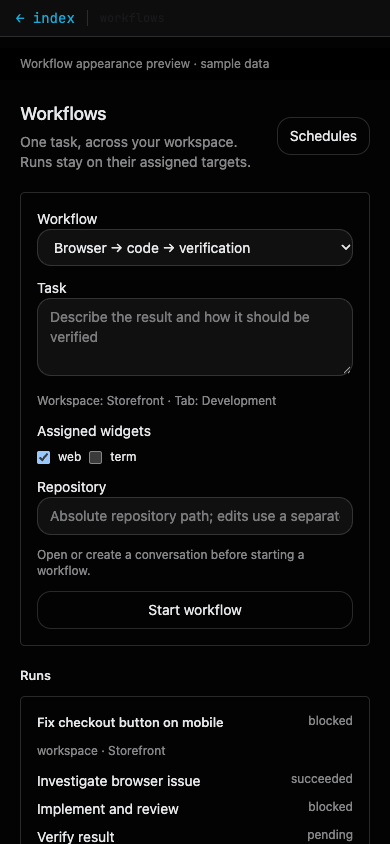 ← index
workflows
Workflow appearance preview · sample data
Workflows
One task, across your workspace.
Runs stay on their assigned targets.
Schedules
Workflow
Browser → code → verification
Task
Describe the result and how it should be
verified
Workspace: Storefront · Tab: Development
Assigned widgets
web term
Repository
Absolute repository path; edits use a separat
Open or create a conversation before starting a
workflow.
Start workflow
Runs
Fix checkout button on mobile blocked
workspace · Storefront
Investigate browser issue succeeded
Implement and review blocked
Verify result pending